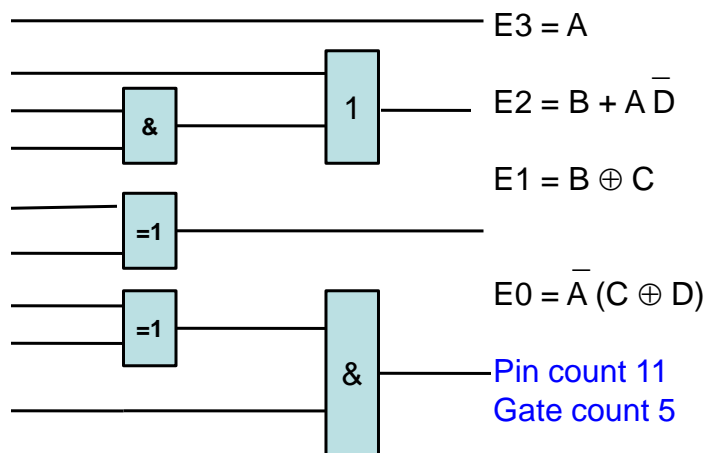 E3 = A
1
E2 = B + A D̅
&
E1 = B ⊕ C
=1
E0 = A̅ (C ⊕ D)
=1
&
Pin count 11
Gate count 5